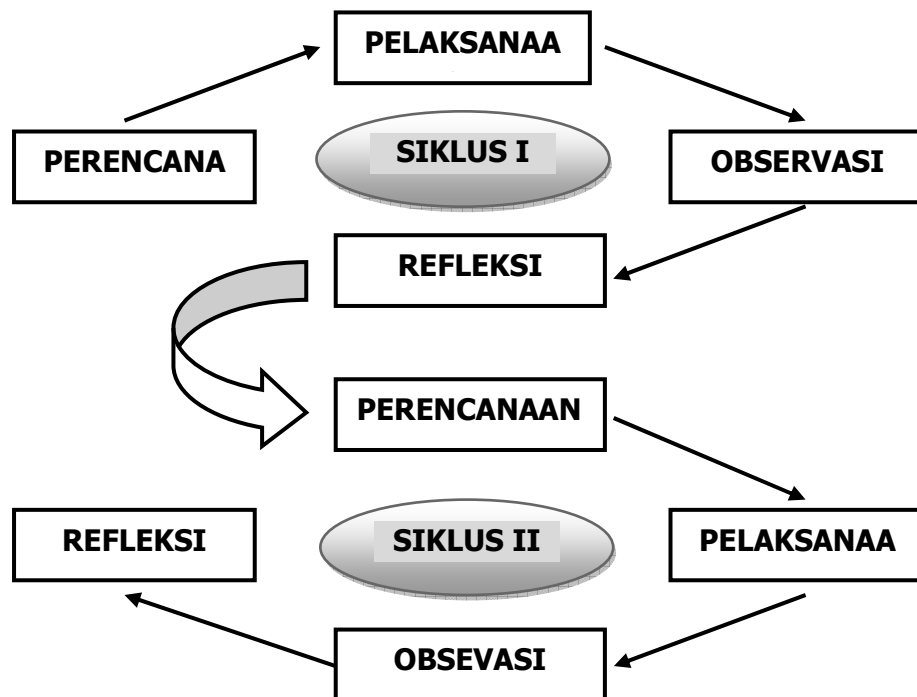 PELAKSANAA
PERENCANA
SIKLUS I
OBSERVASI
REFLEKSI
PERENCANAAN
REFLEKSI
SIKLUS II
PELAKSANAA
OBSEVASI